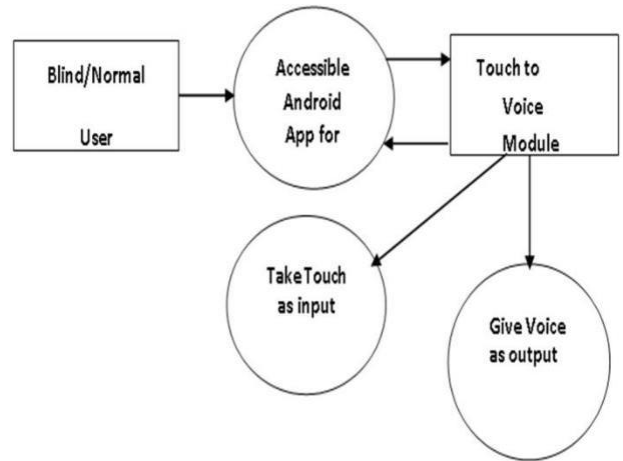 Blind/Normal
User
Accessible
Android
App for
Touch to
Voice
Module
Take Touch
as input
Give Voice
as output